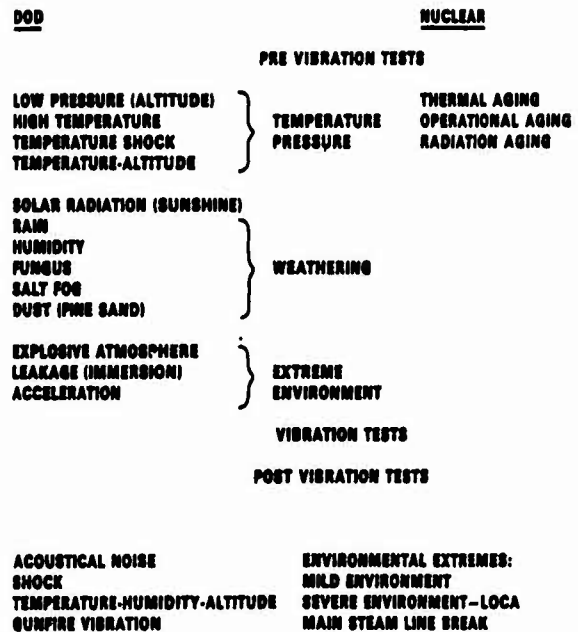 DOD NUCLEAR
PRE VIBRATION TESTS
LOW PRESSURE (ALTITUDE) THERMAL AGING
HIGH TEMPERATURE TEMPERATURE OPERATIONAL AGING
TEMPERATURE SHOCK PRESSURE RADIATION AGING
TEMPERATURE-ALTITUDE
SOLAR RADIATION (SUNSHINE)
RAIN
HUMIDITY
FUNGUS WEATHERING
SALT FOG
DUST (FINE SAND)
EXPLOSIVE ATMOSPHERE
LEAKAGE (IMMERSION) EXTREME
ACCELERATION ENVIRONMENT
VIBRATION TESTS
POST VIBRATION TESTS
ACOUSTICAL NOISE ENVIRONMENTAL EXTREMES:
SHOCK MILD ENVIRONMENT
TEMPERATURE-HUMIDITY-ALTITUDE SEVERE ENVIRONMENT–LOCA
GUNFIRE VIBRATION MAIN STEAM LINE BREAK